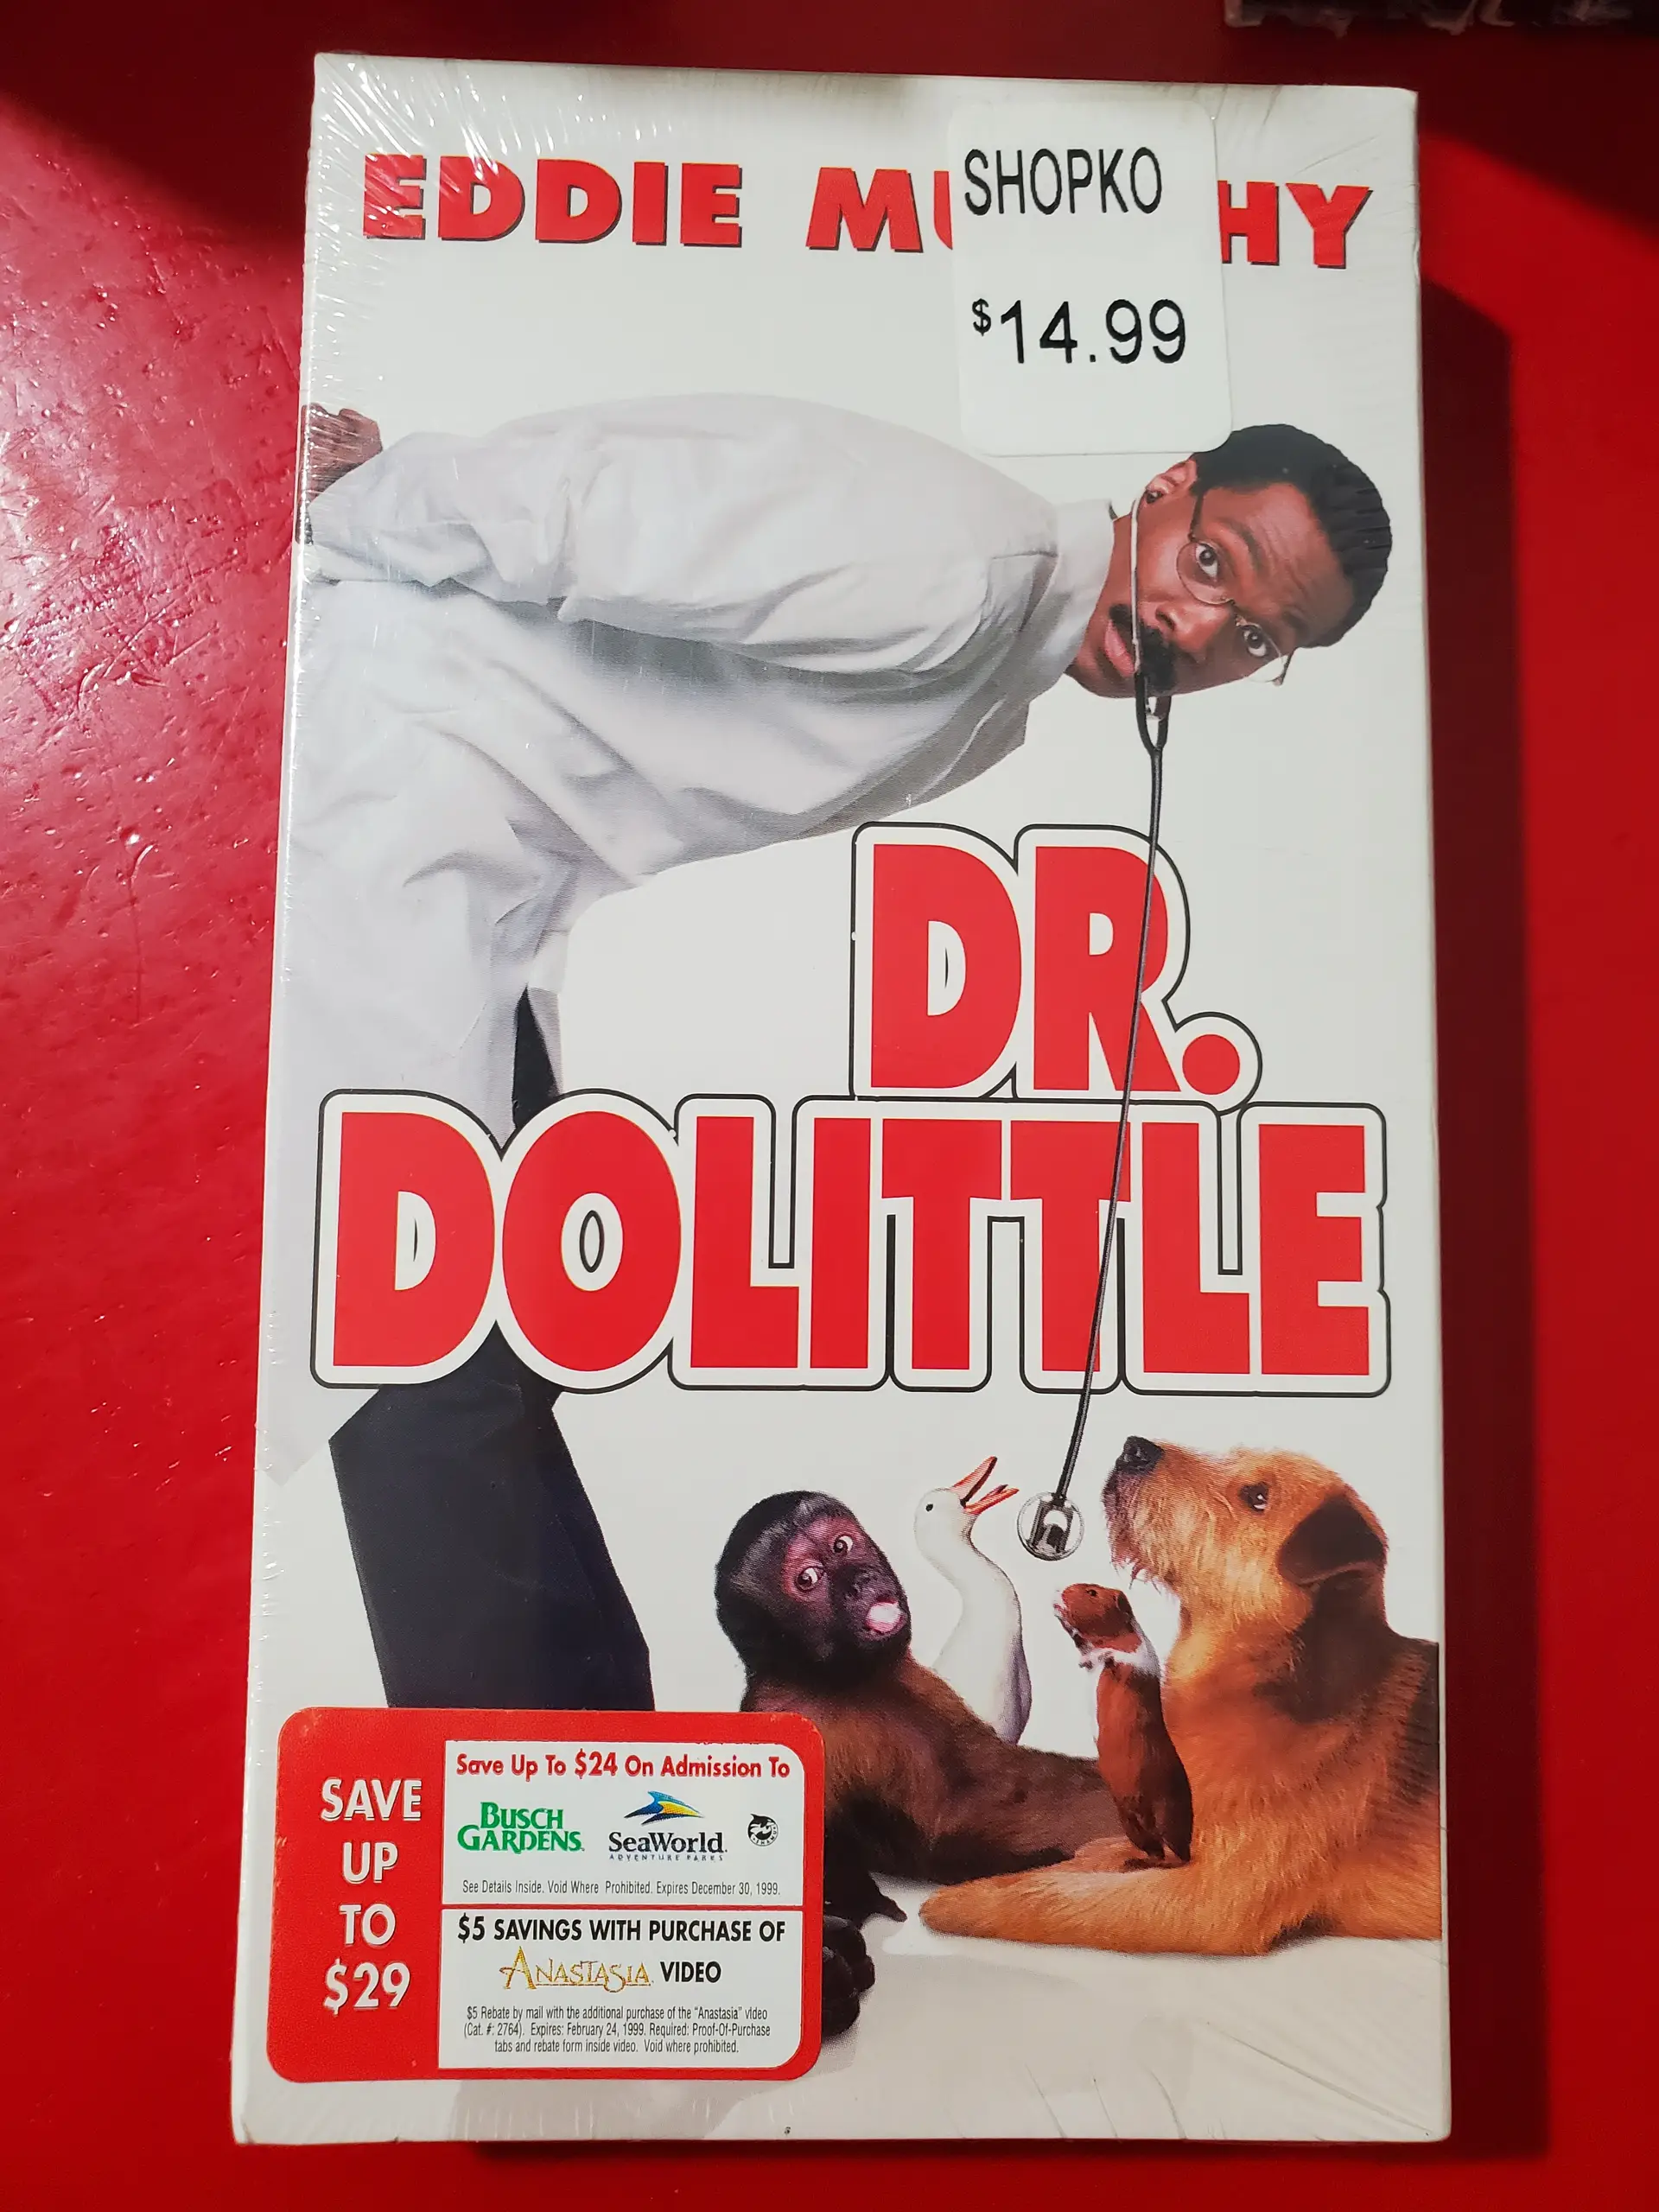 EDDIE MU HY
SHOPKO
$14.99
DR.
DOLITTLE
SAVE
UP
TO
$29
Save Up To $24 On Admission To
BUSCH
GARDENS.
SeaWorld.
ADVENTURE PARKS
See Details Inside. Void Where Prohibited. Expires December 30, 1999.
$5 SAVINGS WITH PURCHASE OF
ANASTASIA VIDEO
$5 Rebate by mail with the additional purchase of the "Anastasia" video
(Cat. #: 2764). Expires: February 24, 1999. Required: Proof-Of-Purchase
tabs and rebate form inside video. Void where prohibited.